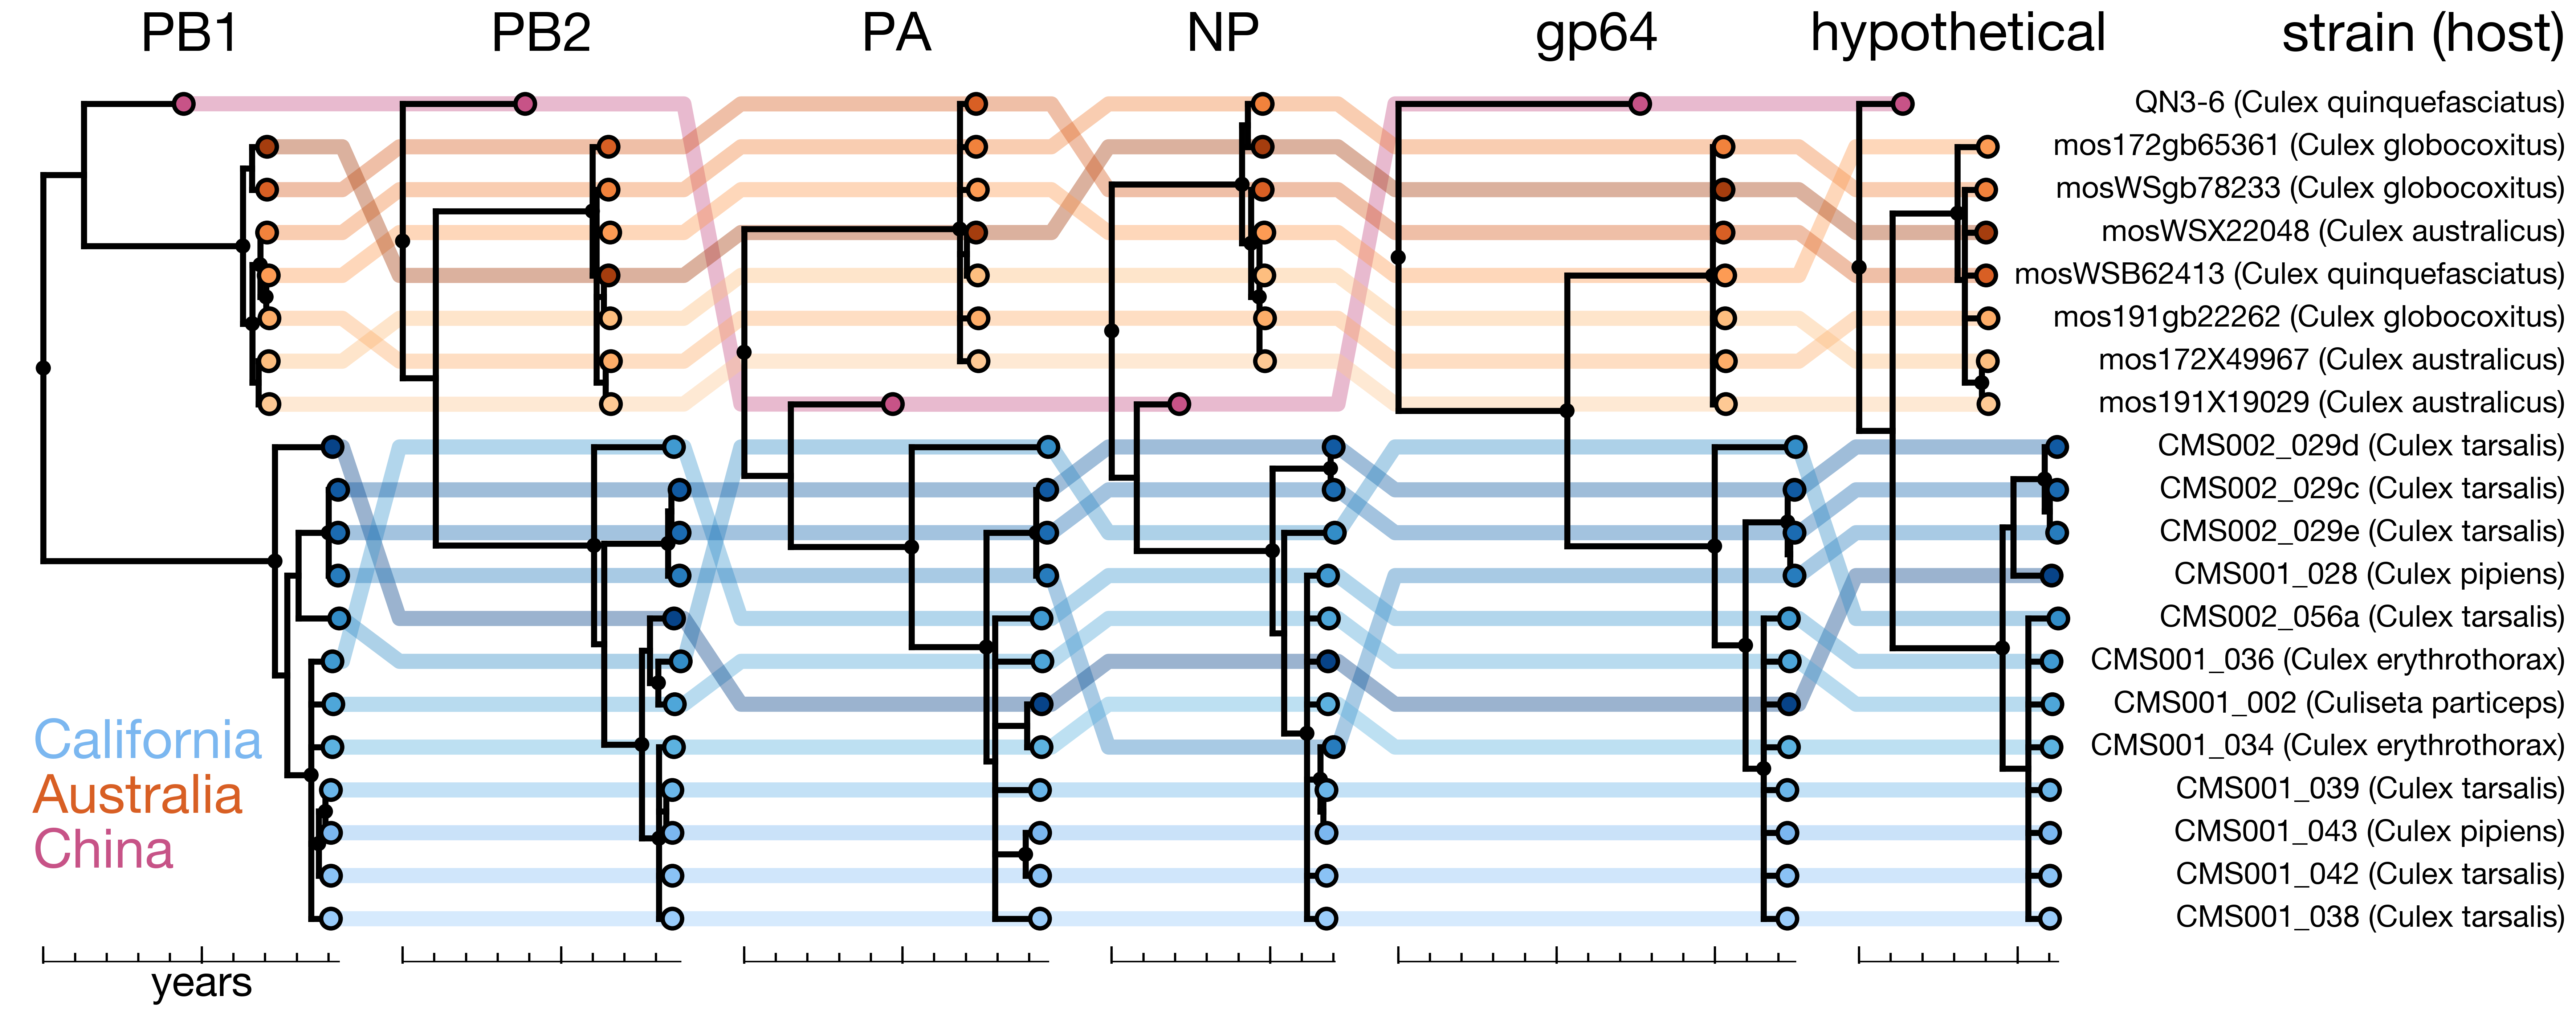 PB1 PB2 PA NP gp64 hypothetical strain (host)
QN3-6 (Culex quinquefasciatus)
mos172gb65361 (Culex globocoxitus)
mosWSgb78233 (Culex globocoxitus)
mosWSX22048 (Culex australicus)
mosWSB62413 (Culex quinquefasciatus)
mos191gb22262 (Culex globocoxitus)
mos172X49967 (Culex australicus)
mos191X19029 (Culex australicus)
CMS002_029d (Culex tarsalis)
CMS002_029c (Culex tarsalis)
CMS002_029e (Culex tarsalis)
CMS001_028 (Culex pipiens)
CMS002_056a (Culex tarsalis)
CMS001_036 (Culex erythrothorax)
CMS001_002 (Culiseta particeps)
CMS001_034 (Culex erythrothorax)
CMS001_039 (Culex tarsalis)
CMS001_043 (Culex pipiens)
CMS001_042 (Culex tarsalis)
CMS001_038 (Culex tarsalis)
California
Australia
China
years